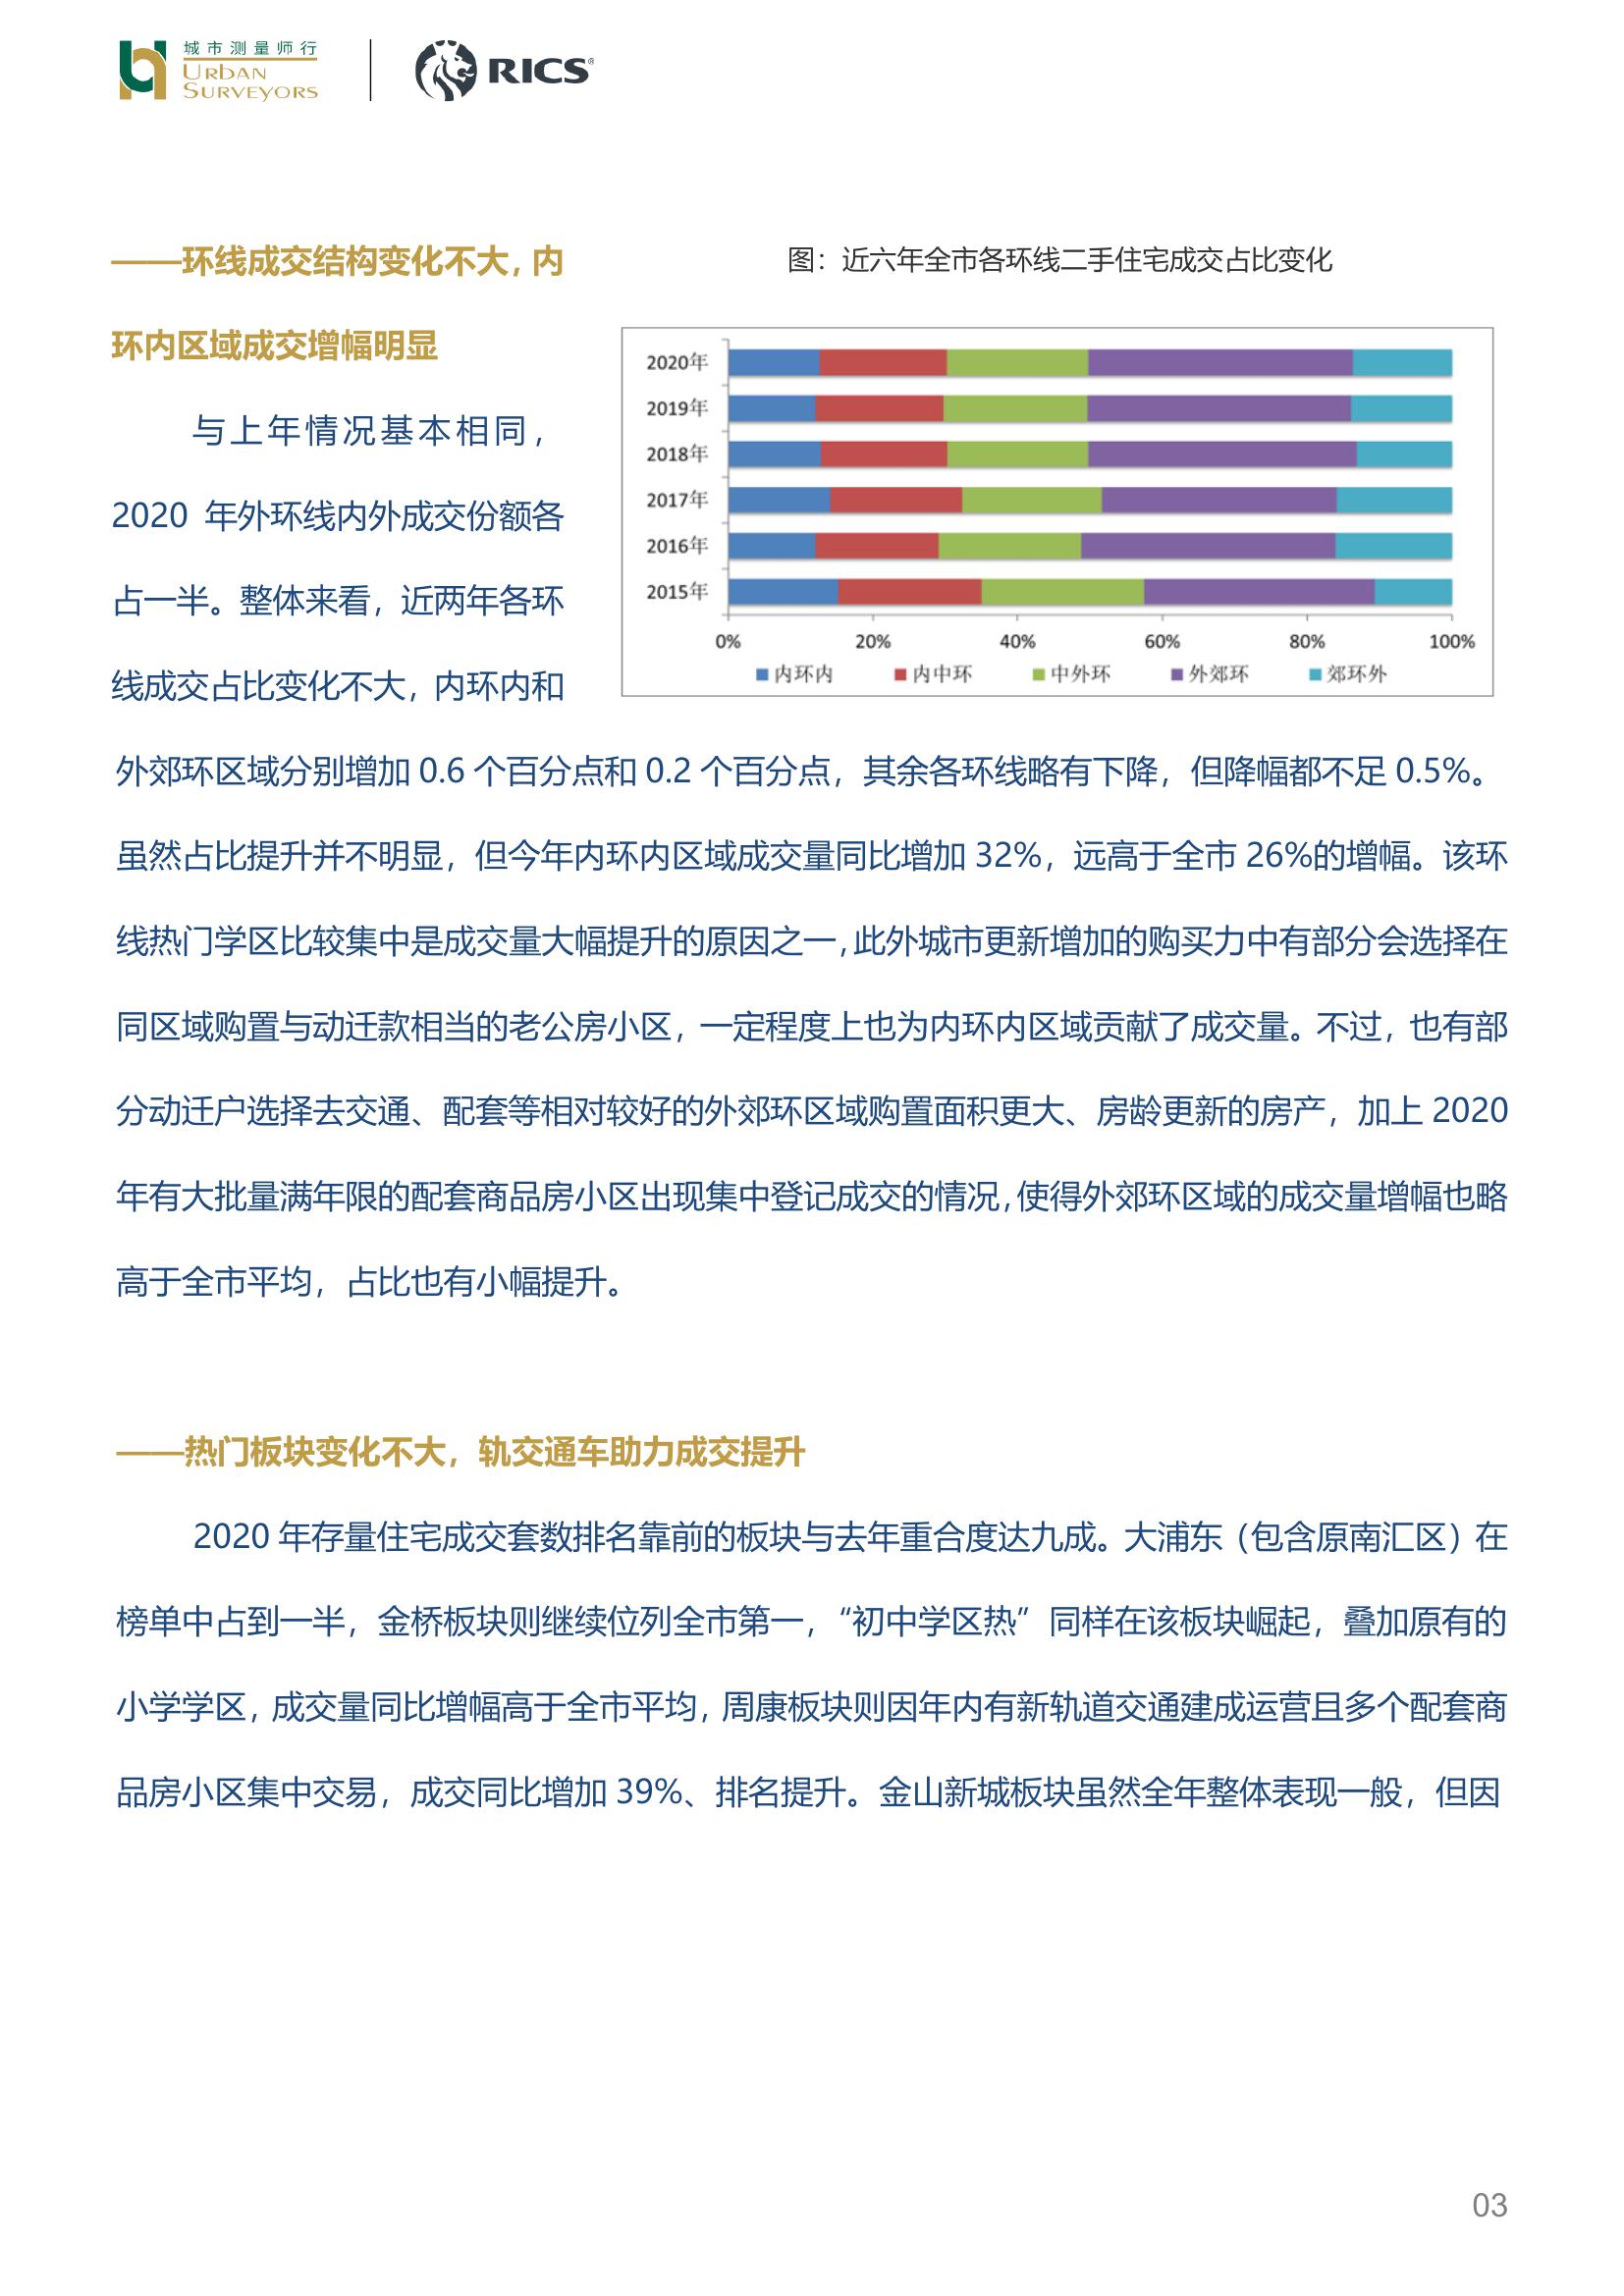 城市测量师行
URBAN
SURVEYORS
RICS®
——环线成交结构变化不大，内
环内区域成交增幅明显
与上年情况基本相同，
2020 年外环线内外成交份额各
占一半。整体来看，近两年各环
线成交占比变化不大，内环内和
图：近六年全市各环线二手住宅成交占比变化
2020年
2019年
2018年
2017年
2016年
2015年
0% 20% 40% 60% 80% 100%
内环内 内中环 中外环 外郊环 郊环外
外郊环区域分别增加 0.6 个百分点和 0.2 个百分点，其余各环线略有下降，但降幅都不足 0.5%。
虽然占比提升并不明显，但今年内环内区域成交量同比增加 32%，远高于全市 26%的增幅。该环
线热门学区比较集中是成交量大幅提升的原因之一，此外城市更新增加的购买力中有部分会选择在
同区域购置与动迁款相当的老公房小区，一定程度上也为内环内区域贡献了成交量。不过，也有部
分动迁户选择去交通、配套等相对较好的外郊环区域购置面积更大、房龄更新的房产，加上 2020
年有大批量满年限的配套商品房小区出现集中登记成交的情况，使得外郊环区域的成交量增幅也略
高于全市平均，占比也有小幅提升。
——热门板块变化不大，轨交通车助力成交提升
2020 年存量住宅成交套数排名靠前的板块与去年重合度达九成。大浦东（包含原南汇区）在
榜单中占到一半，金桥板块则继续位列全市第一，“初中学区热”同样在该板块崛起，叠加原有的
小学学区，成交量同比增幅高于全市平均，周康板块则因年内有新轨道交通建成运营且多个配套商
品房小区集中交易，成交同比增加 39%、排名提升。金山新城板块虽然全年整体表现一般，但因
03